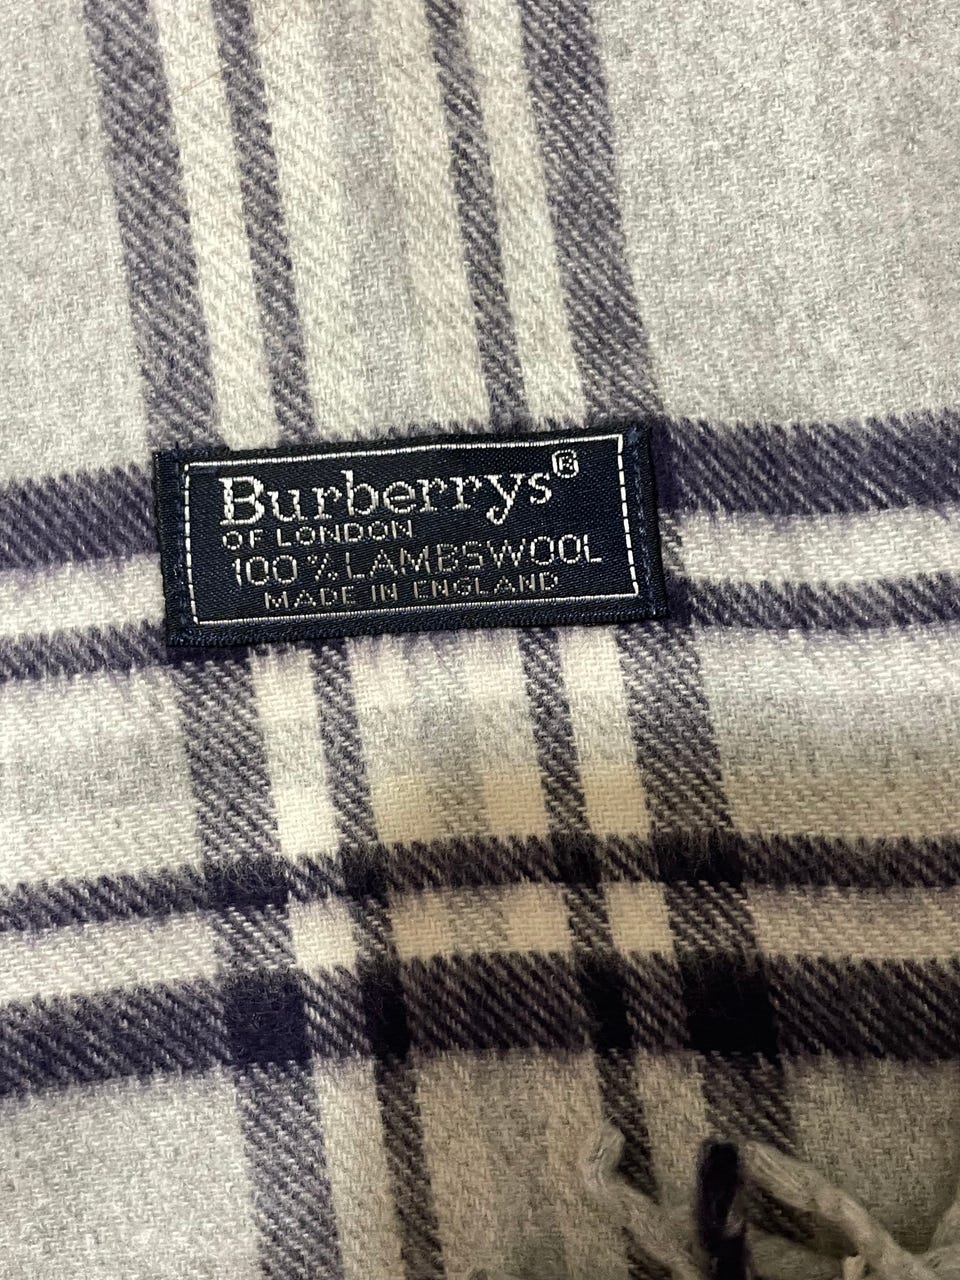 Burberrys®
OF LONDON
100% LAMBSWOOL
MADE IN ENGLAND